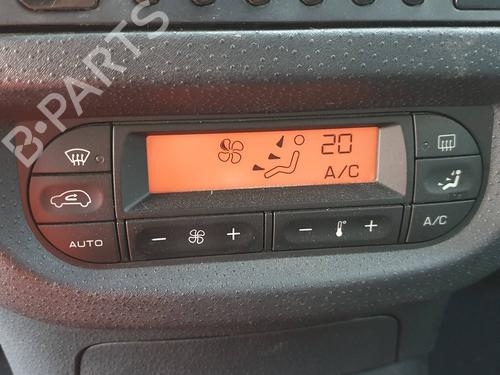 B-PARTS
20
A/C
AUTO
- +
- +
A/C